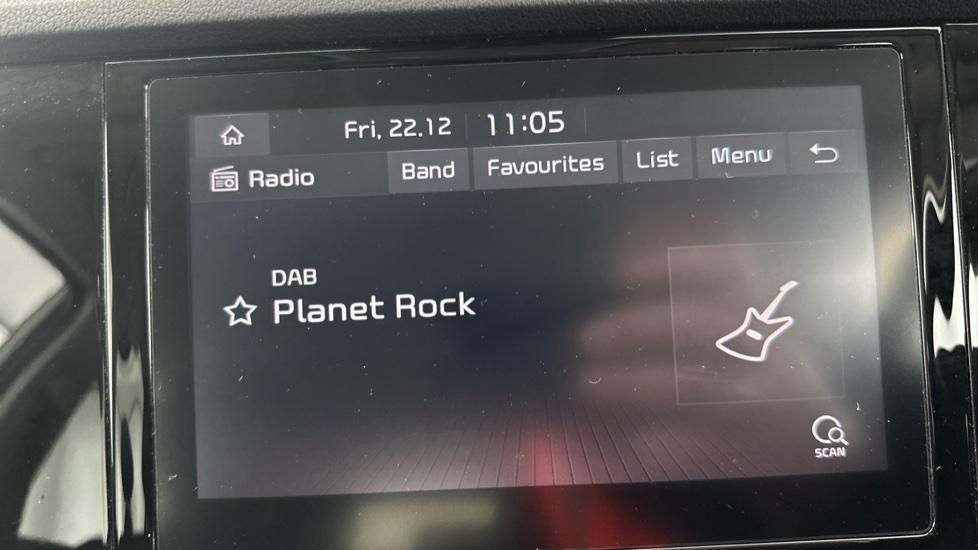 Fri, 22.12 11:05
Radio Band Favourites List Menu
DAB
Planet Rock
SCAN